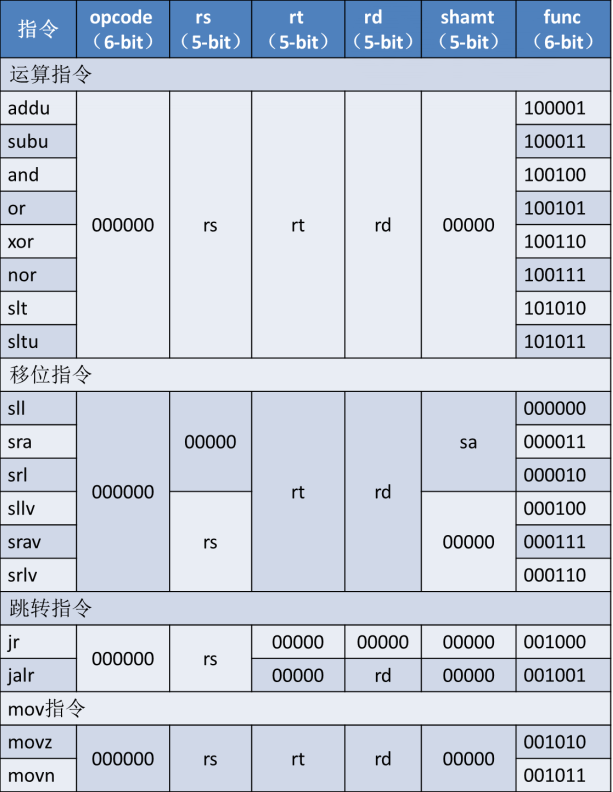 指令 opcode rs rt rd shamt func
（6-bit） （5-bit） （5-bit） （5-bit） （5-bit） （6-bit）
运算指令
addu 100001
subu 100011
and 100100
or 100101
000000 rs rt rd 00000
xor 100110
nor 100111
slt 101010
sltu 101011
移位指令
sll 000000
sra 00000 sa 000011
srl 000010
000000 rt rd
sllv 000100
srav rs 00000 000111
srlv 000110
跳转指令
jr 00000 00000 00000 001000
000000 rs
jalr 00000 rd 00000 001001
mov指令
movz 001010
000000 rs rt rd 00000
movn 001011